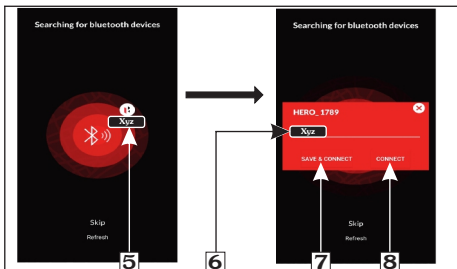 Searching for bluetooth devices
Xyz
Skip
Refresh
5
6
Searching for bluetooth devices
HERO_1789
Xyz
SAVE & CONNECT CONNECT
Skip
Refresh
7 8